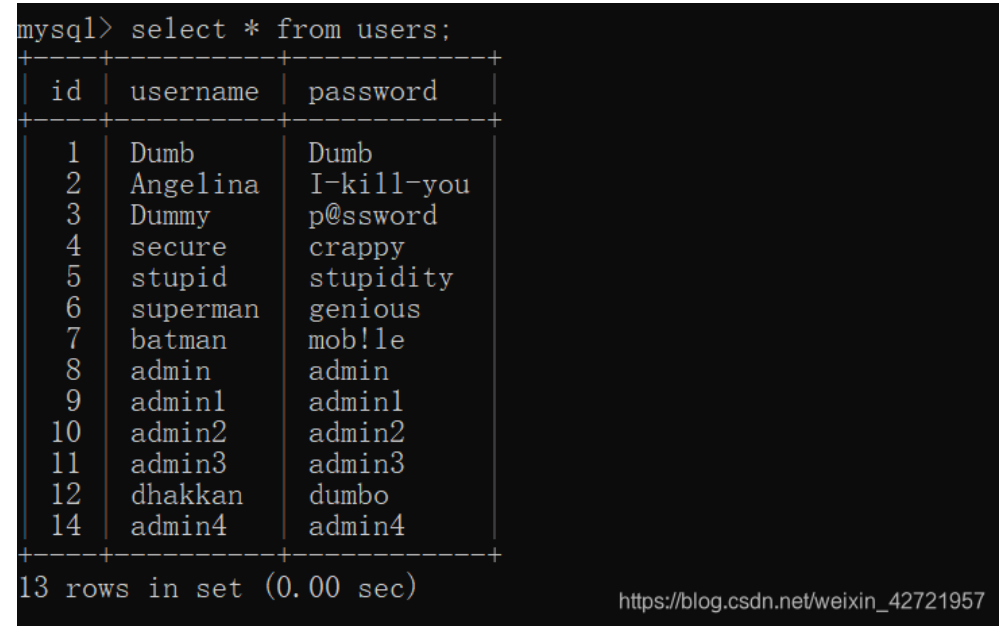 mysql> select * from users;
+----+----------+------------+
| id | username | password   |
+----+----------+------------+
| 1 | Dumb | Dumb |
| 2 | Angelina | I-kill-you |
| 3 | Dummy | p@ssword |
| 4 | secure | crappy |
| 5 | stupid | stupidity |
| 6 | superman | genious |
| 7 | batman | mob!le |
| 8 | admin | admin |
| 9 | admin1 | admin1 |
| 10 | admin2 | admin2 |
| 11 | admin3 | admin3 |
| 12 | dhakkan | dumbo |
| 14 | admin4 | admin4 |
+----+----------+------------+
13 rows in set (0.00 sec)
https://blog.csdn.net/weixin_42721957